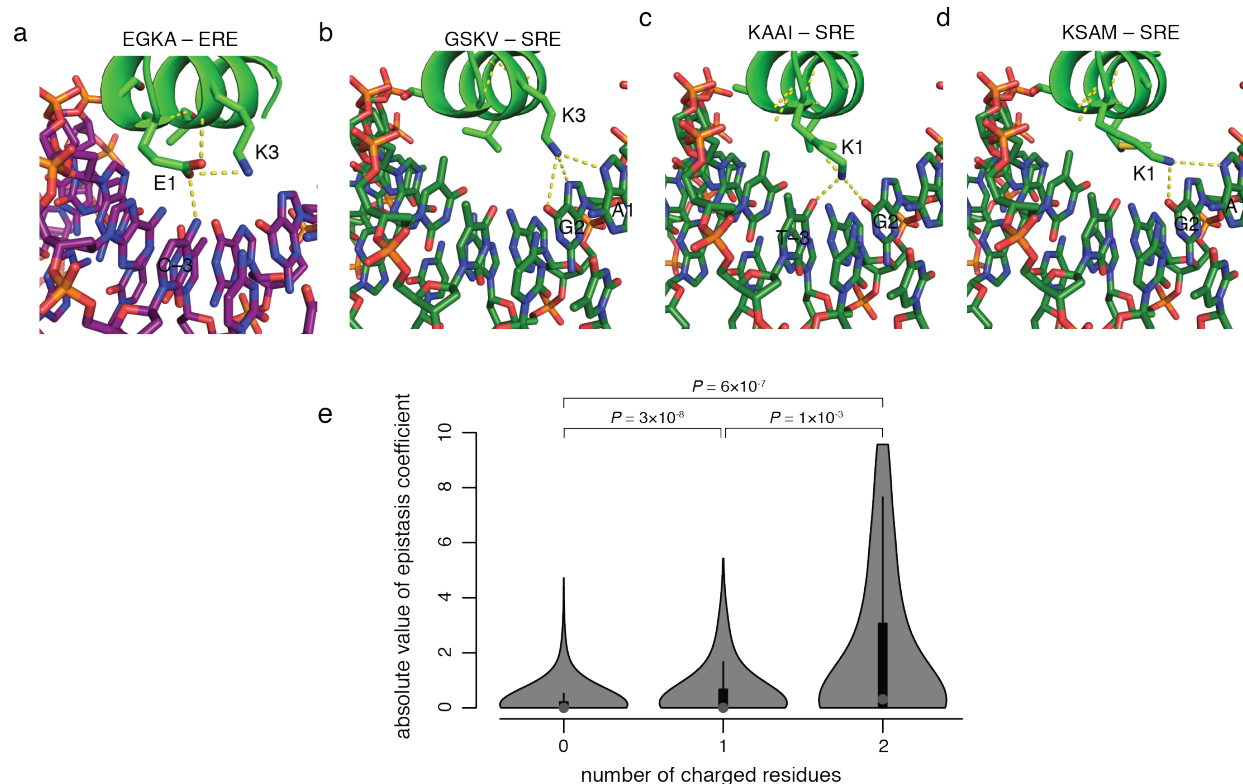 a
EGKA – ERE
K3
E1
C–3
b
GSKV – SRE
K3
A1
G2
c
KAAI – SRE
K1
G2
T–3
d
KSAM – SRE
K1
A
G2
e
P = 6×10⁻⁷
P = 3×10⁻⁸
P = 1×10⁻³
absolute value of epistasis coefficient
10
8
6
4
2
0
0
1
2
number of charged residues